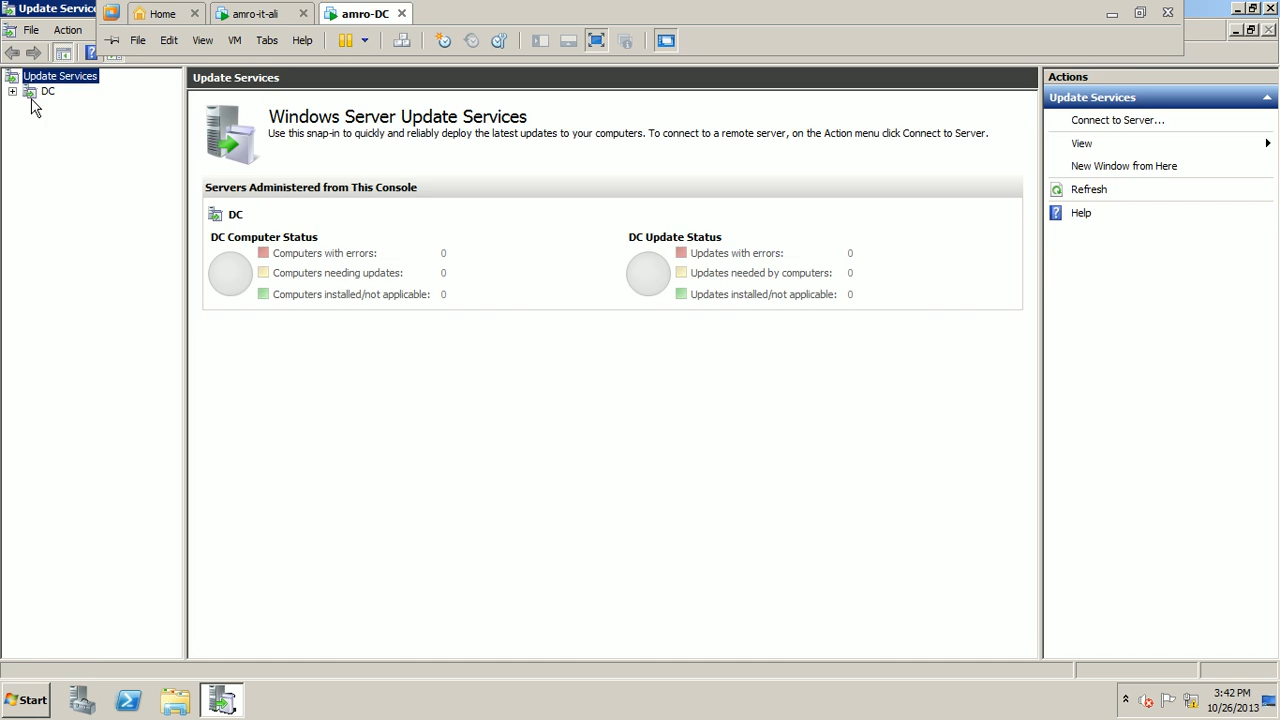 Update Service
Home
amro-it-ali
amro-DC
File
Action
File
Edit
View
VM
Tabs
Help
Update Services
DC
Update Services
Windows Server Update Services
Use this snap-in to quickly and reliably deploy the latest updates to your computers. To connect to a remote server, on the Action menu click Connect to Server.
Servers Administered from This Console
DC
DC Computer Status
Computers with errors: 0
Computers needing updates: 0
Computers installed/not applicable: 0
DC Update Status
Updates with errors: 0
Updates needed by computers: 0
Updates installed/not applicable: 0
Actions
Update Services
Connect to Server...
View
New Window from Here
Refresh
Help
Start
3:42 PM
10/26/2013